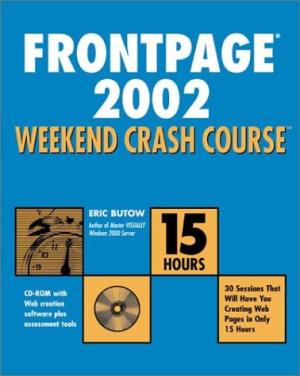 FRONTPAGE®
2002
WEEKEND CRASH COURSE™
ERIC BUTOW
Author of Master VISUALLY
Windows 2000 Server
15
HOURS
CD-ROM with
Web creation
software plus
assessment tools
30 Sessions That
Will Have You
Creating Web
Pages in Only
15 Hours